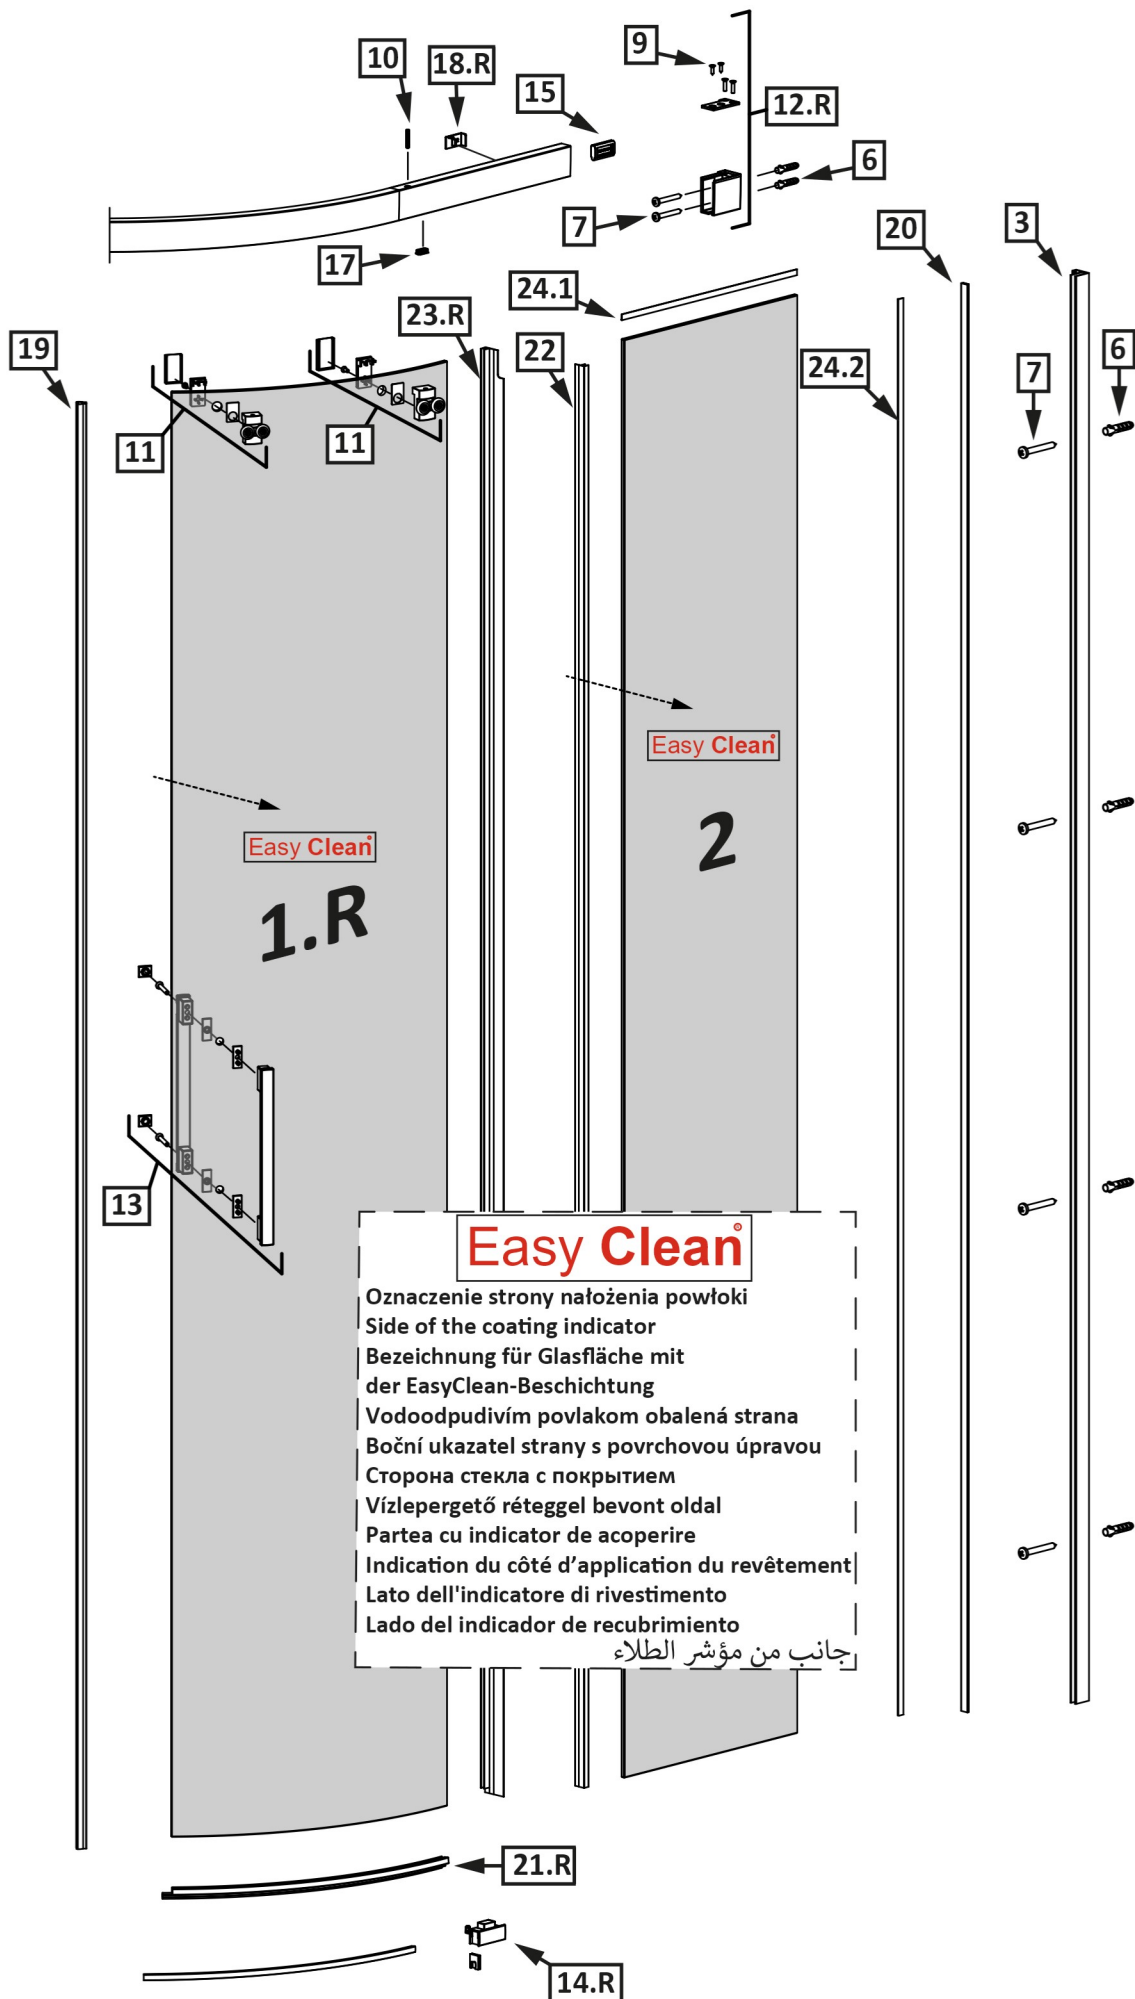 10
18.R
15
9
12.R
6
7
17
20
3
24.1
23.R
22
19
24.2
7
6
11
11
Easy Clean
2
Easy Clean
1.R
13
Easy Clean®
Oznaczenie strony nałożenia powłoki
Side of the coating indicator
Bezeichnung für Glasfläche mit
der EasyClean-Beschichtung
Vodoodpudivím povlakom obalená strana
Boční ukazatel strany s povrchovou úpravou
Сторона стекла с покрытием
Vízlepergető réteggel bevont oldal
Partea cu indicator de acoperire
Indication du côté d’application du revêtement
Lato dell'indicatore di rivestimento
Lado del indicador de recubrimiento
جانب من مؤشر الطلاء
21.R
14.R